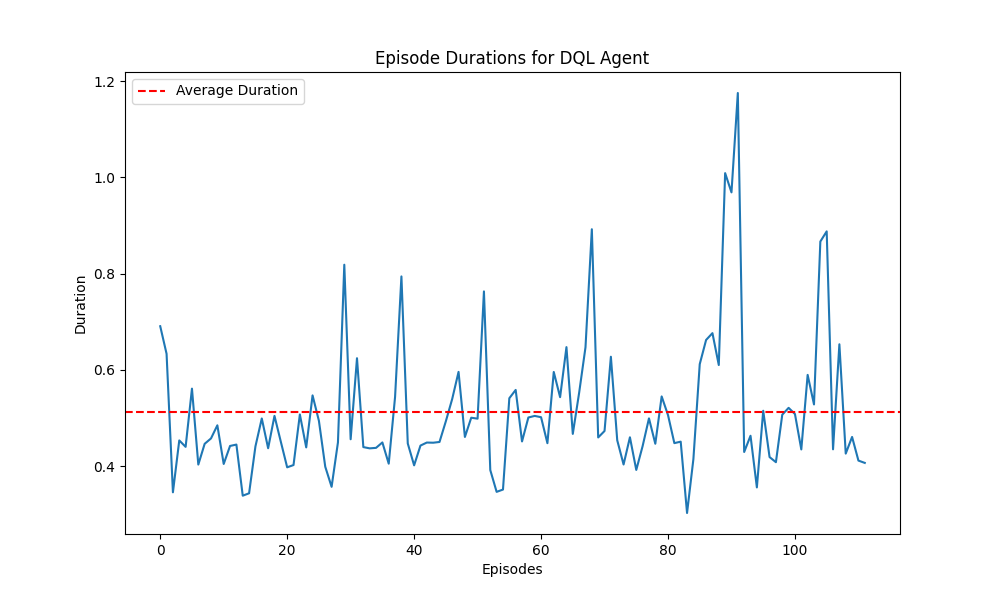 Episode Durations for DQL Agent
Average Duration
1.2
1.0
0.8
0.6
0.4
Duration
0 20 40 60 80 100
Episodes